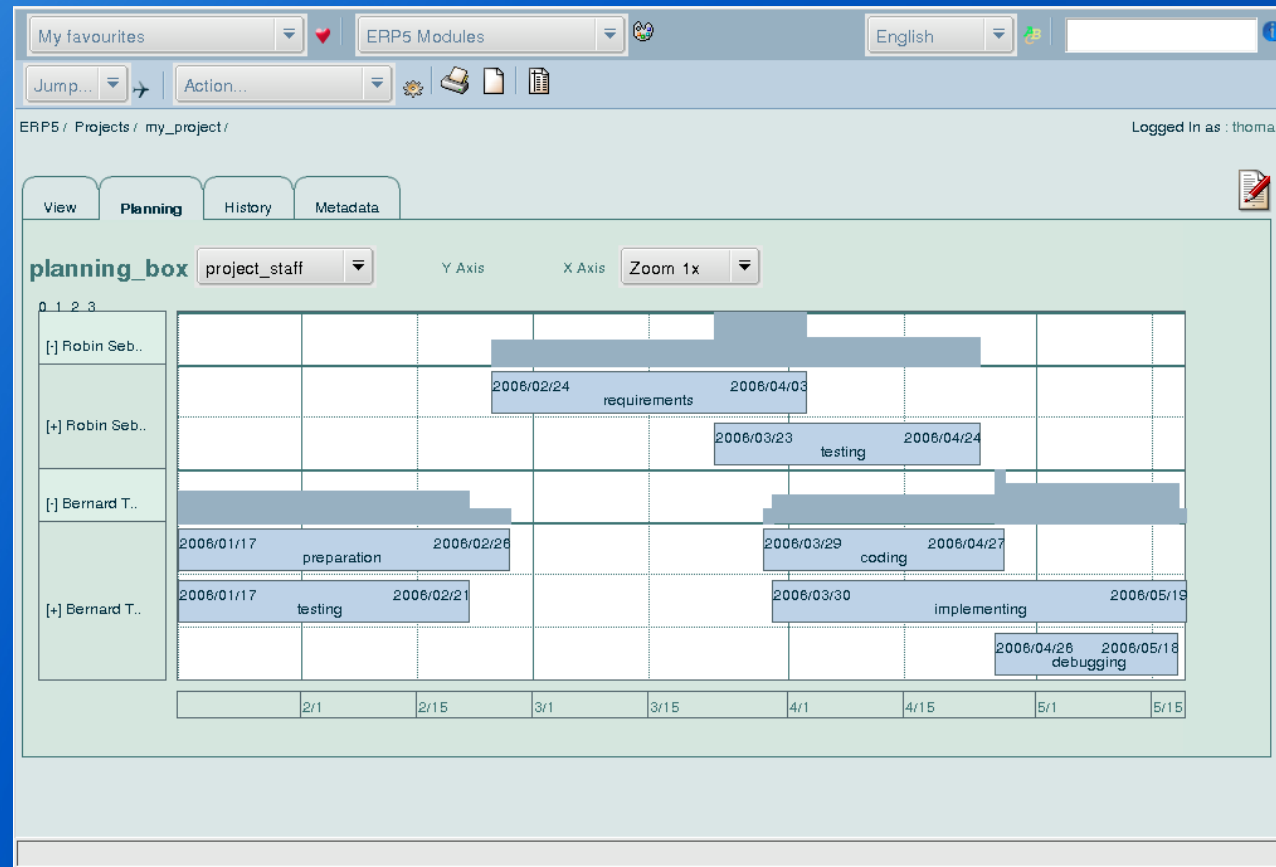 My favourites ERP5 Modules English
Jump... Action...
ERP5 / Projects / my_project / Logged In as : thoma
View Planning History Metadata
planning_box project_staff Y Axis X Axis Zoom 1x
0 1 2 3
[-] Robin Seb..
2006/02/24 2006/04/03
requirements
[+] Robin Seb..
2006/03/23 2006/04/24
testing
[-] Bernard T..
2006/01/17 2006/02/26 2006/03/29 2006/04/27
preparation coding
[+] Bernard T..
2006/01/17 2006/02/21 2006/03/30 2006/05/19
testing implementing
2006/04/26 2006/05/18
debugging
2/1 2/15 3/1 3/15 4/1 4/15 5/1 5/15